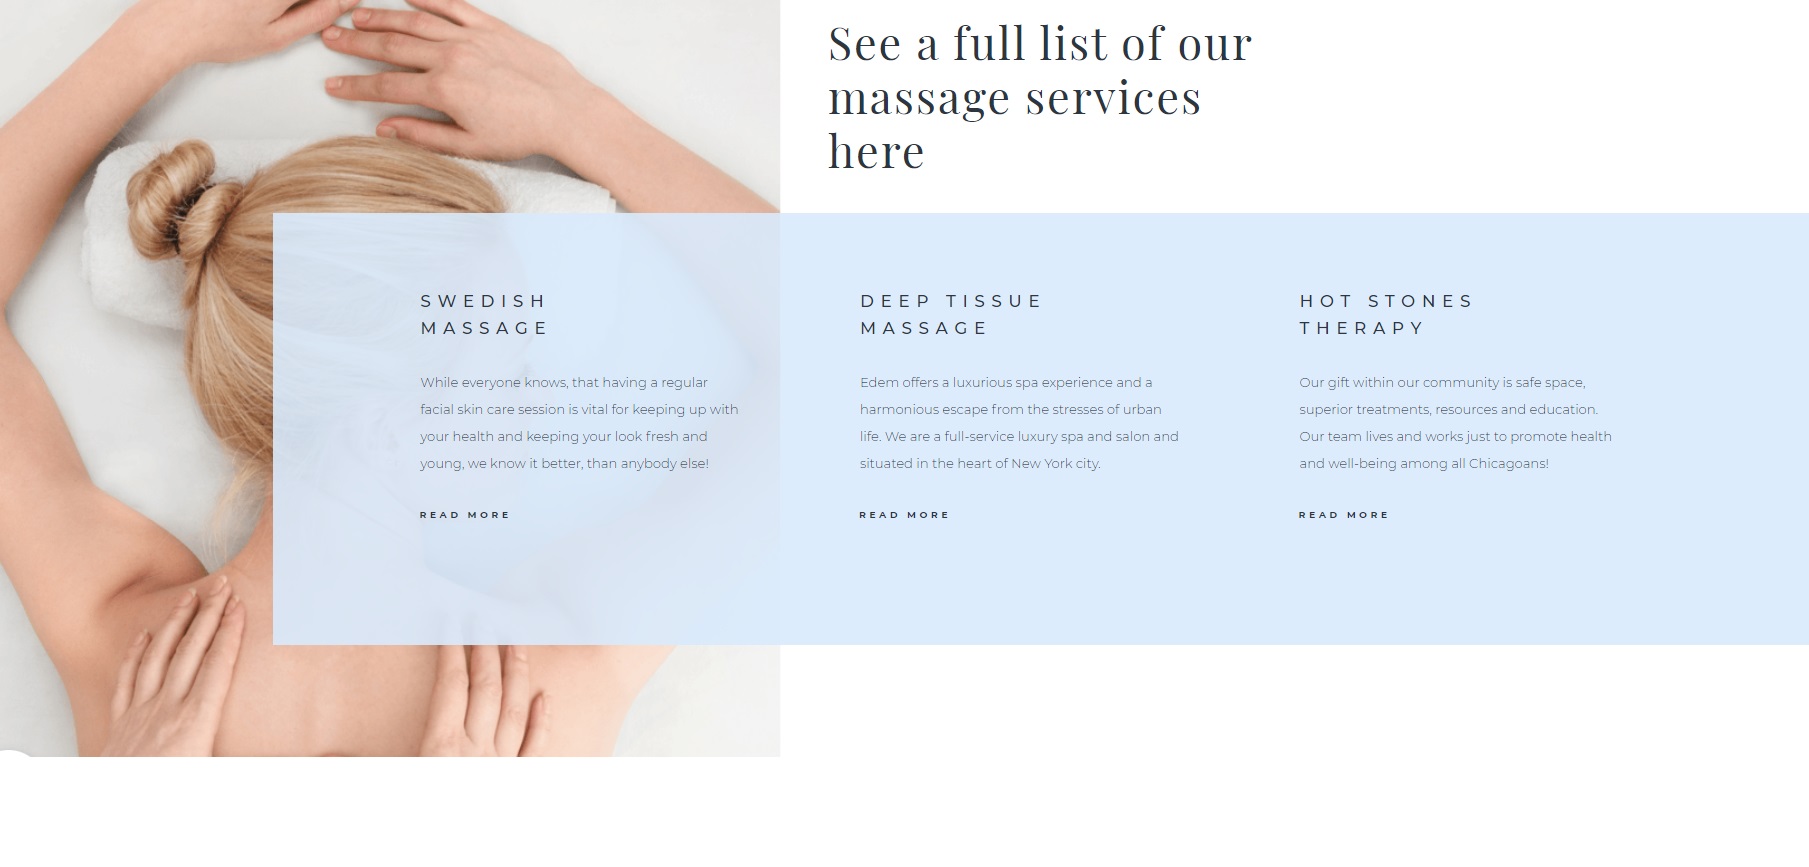 See a full list of our
massage services
here
SWEDISH
MASSAGE
While everyone knows, that having a regular
facial skin care session is vital for keeping up with
your health and keeping your look fresh and
young, we know it better, than anybody else!
READ MORE
DEEP TISSUE
MASSAGE
Edem offers a luxurious spa experience and a
harmonious escape from the stresses of urban
life. We are a full-service luxury spa and salon and
situated in the heart of New York city.
READ MORE
HOT STONES
THERAPY
Our gift within our community is safe space,
superior treatments, resources and education.
Our team lives and works just to promote health
and well-being among all Chicagoans!
READ MORE